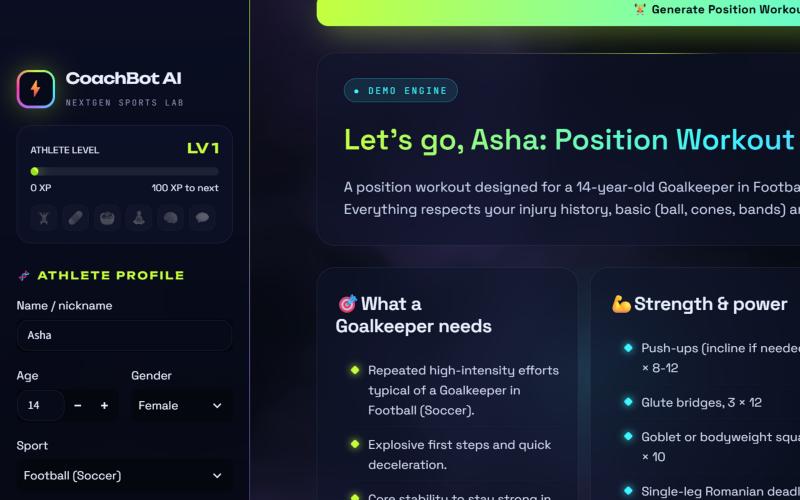 CoachBot AI
NEXTGEN SPORTS LAB
ATHLETE LEVEL
LV 1
0 XP
100 XP to next
ATHLETE PROFILE
Name / nickname
Asha
Age
Gender
14
Female
Sport
Football (Soccer)
Generate Position
DEMO ENGINE
Let's go, Asha: Position Workout
A position workout designed for a 14-year-old Goalkeeper in
Everything respects your injury history, basic (ball, cones, bands)
What a
Goalkeeper needs
Repeated high-intensity efforts
typical of a Goalkeeper in
Football (Soccer).
Explosive first steps and quick
deceleration.
Core stability to stay strong in
Strength & power
Push-ups (incline if
× 8-12
Glute bridges, 3 × 12
Goblet or bodyweight
× 10
Single-leg Romanian